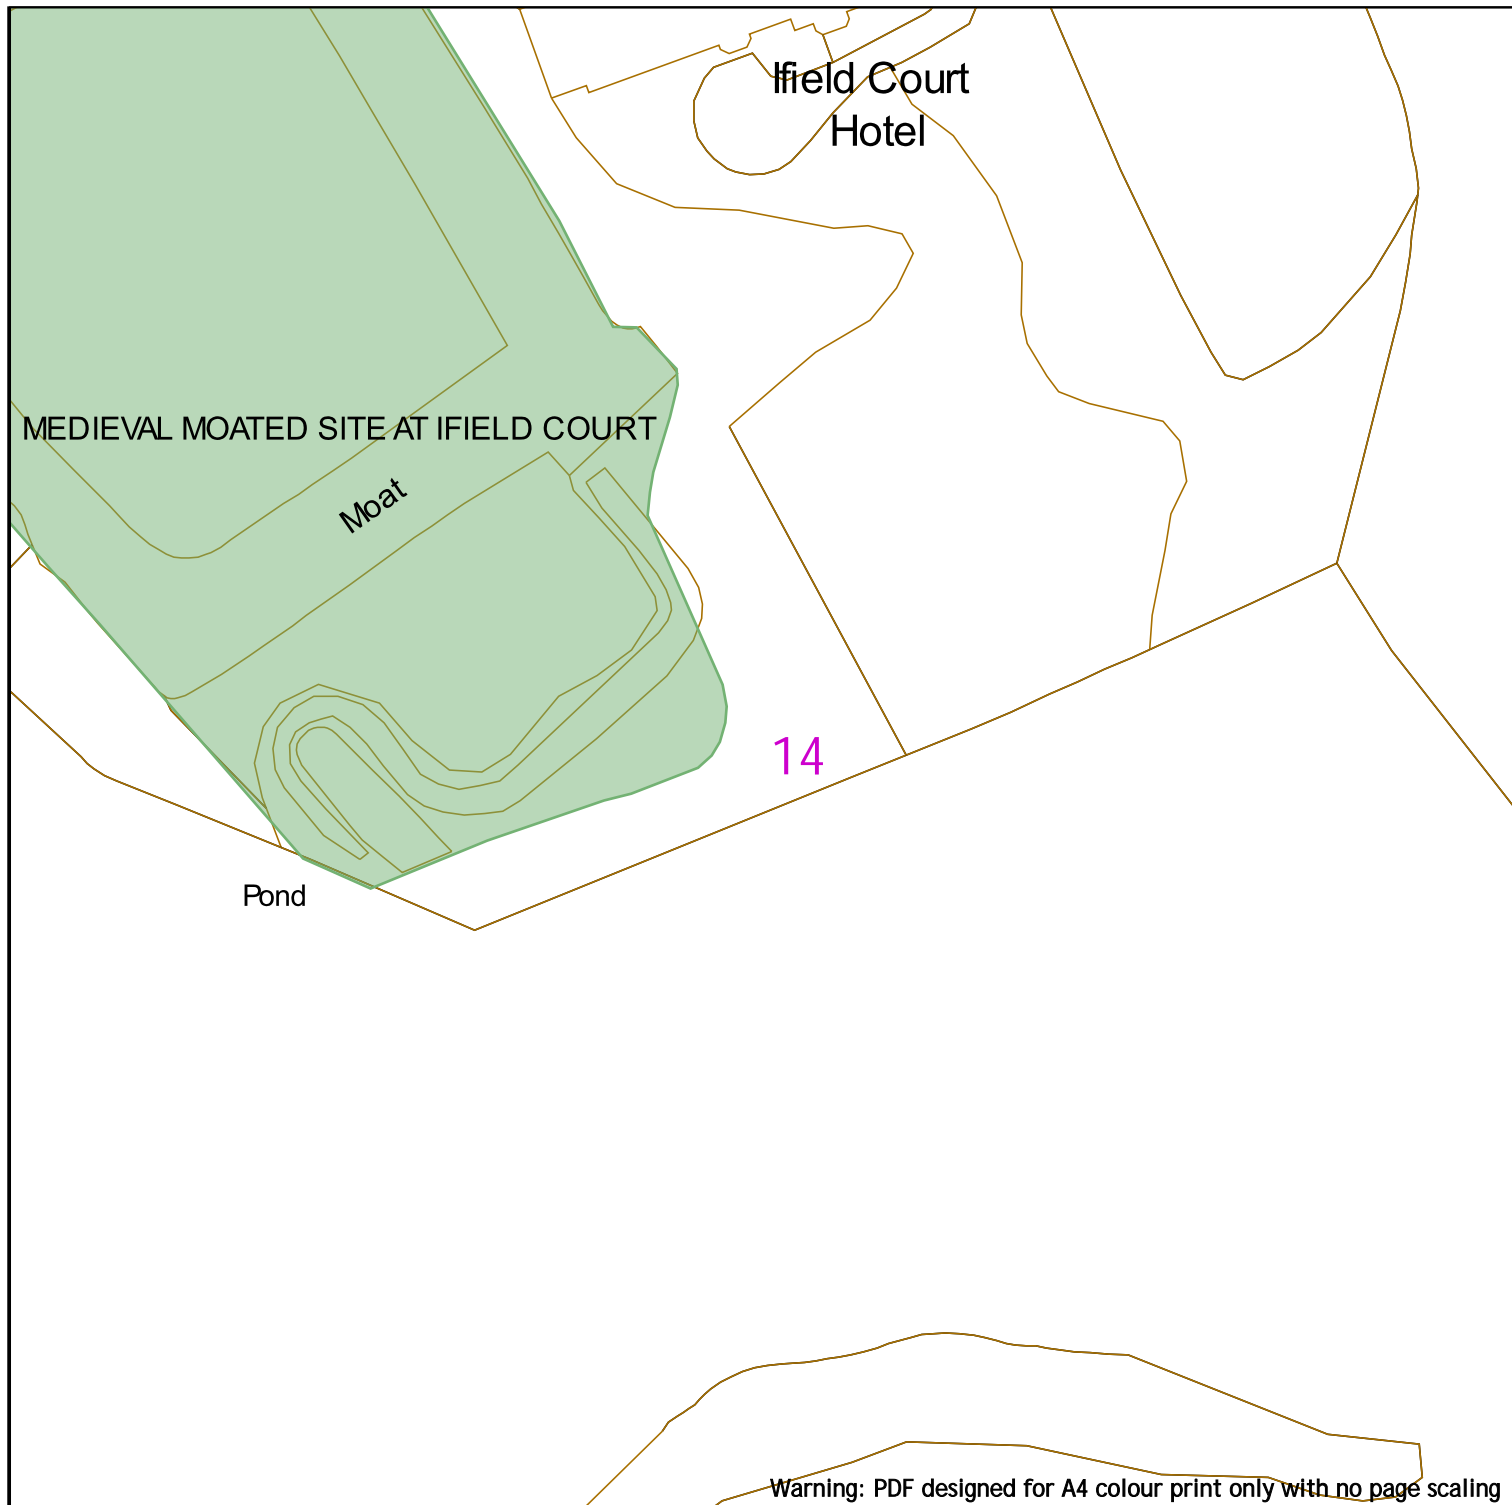 Ifield Court
Hotel
MEDIEVAL MOATED SITE AT IFIELD COURT
Moat
14
Pond
Warning: PDF designed for A4 colour print only with no page scaling